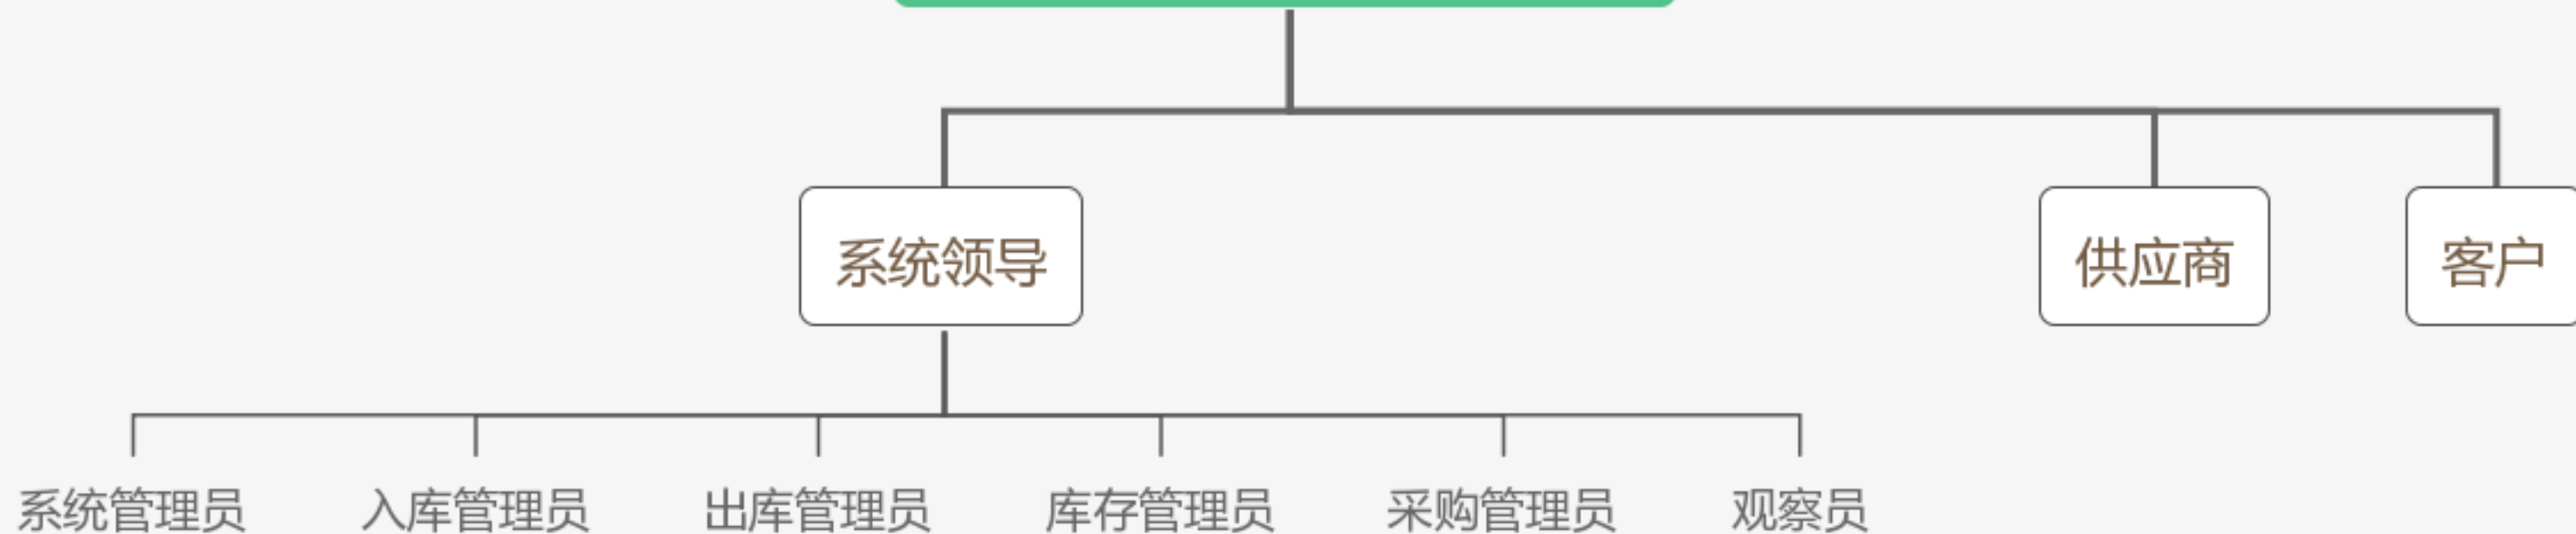 系统领导
供应商
客户
系统管理员
入库管理员
出库管理员
库存管理员
采购管理员
观察员